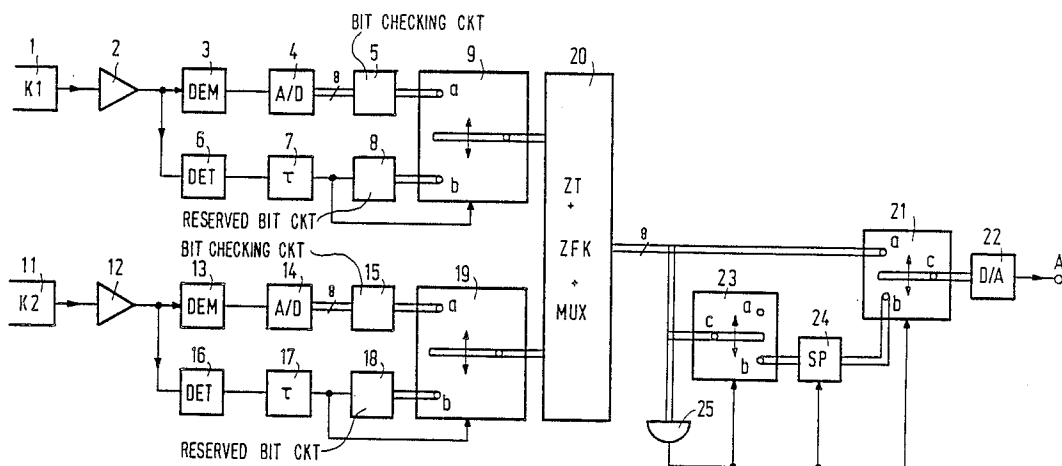 BIT CHECKING CKT
1 2 3 4 5 9 20
K1 DEM A/D 8 a
6 7 8
DET τ b
RESERVED BIT CKT
ZT
+
ZFK
+
MUX
8
21
a
c
b
22
D/A
A
BIT CHECKING CKT
11 12 13 14 15 19
K2 DEM A/D 8 a
16 17 18
DET τ b
RESERVED BIT CKT
23
a
c
b
24
SP
25